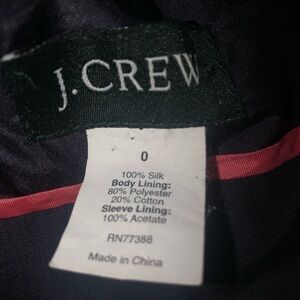 J.CREW
0
100% Silk
Body Lining:
80% Polyester
20% Cotton
Sleeve Lining:
100% Acetate
RN77388
Made in China